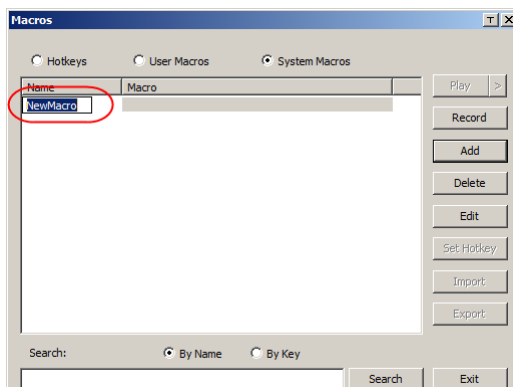 Macros
Hotkeys User Macros System Macros
Name Macro
NewMacro
Play >
Record
Add
Delete
Edit
Set Hotkey
Import
Export
Search: By Name By Key
Search Exit